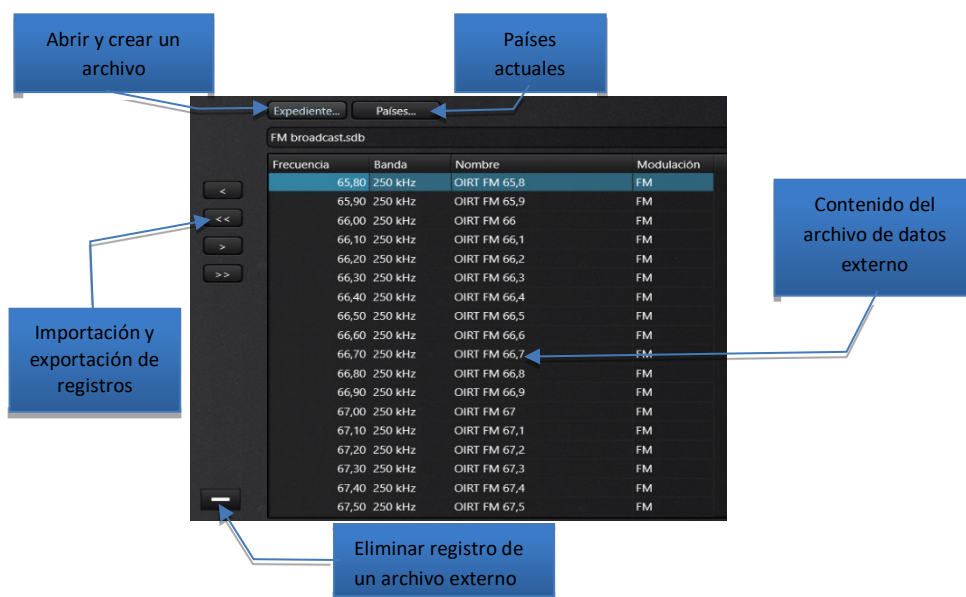 Abrir y crear un
archivo
Países
actuales
Expediente... Países...
FM broadcast.sdb
Frecuencia Banda Nombre Modulación
65,80 250 kHz OIRT FM 65,8 FM
65,90 250 kHz OIRT FM 65,9 FM
66,00 250 kHz OIRT FM 66 FM
66,10 250 kHz OIRT FM 66,1 FM
66,20 250 kHz OIRT FM 66,2 FM
66,30 250 kHz OIRT FM 66,3 FM
66,40 250 kHz OIRT FM 66,4 FM
66,50 250 kHz OIRT FM 66,5 FM
66,60 250 kHz OIRT FM 66,6 FM
66,70 250 kHz OIRT FM 66,7 FM
66,80 250 kHz OIRT FM 66,8 FM
66,90 250 kHz OIRT FM 66,9 FM
67,00 250 kHz OIRT FM 67 FM
67,10 250 kHz OIRT FM 67,1 FM
67,20 250 kHz OIRT FM 67,2 FM
67,30 250 kHz OIRT FM 67,3 FM
67,40 250 kHz OIRT FM 67,4 FM
67,50 250 kHz OIRT FM 67,5 FM
<
<<
>
>>
Contenido del
archivo de datos
externo
Importación y
exportación de
registros
Eliminar registro de
un archivo externo